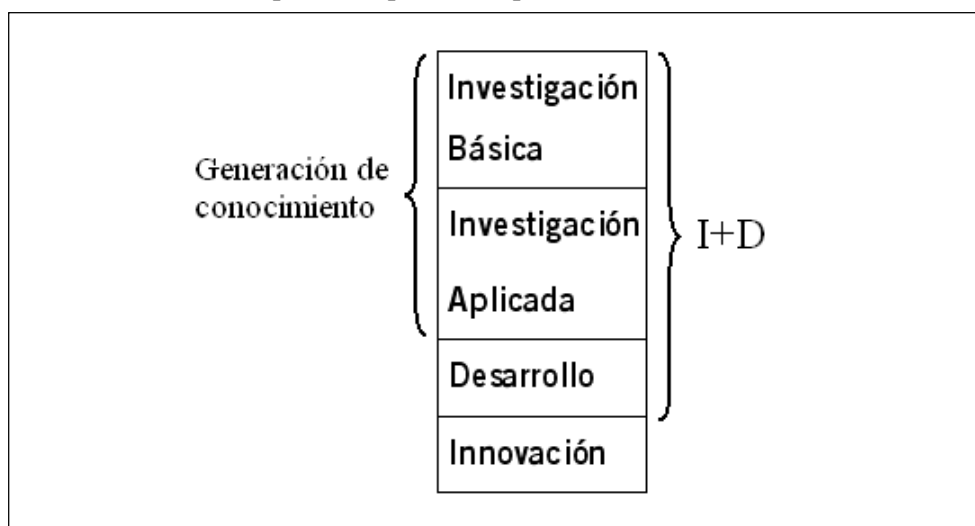 Investigación
Básica
Generación de
conocimiento
Investigación
Aplicada
I+D
Desarrollo
Innovación